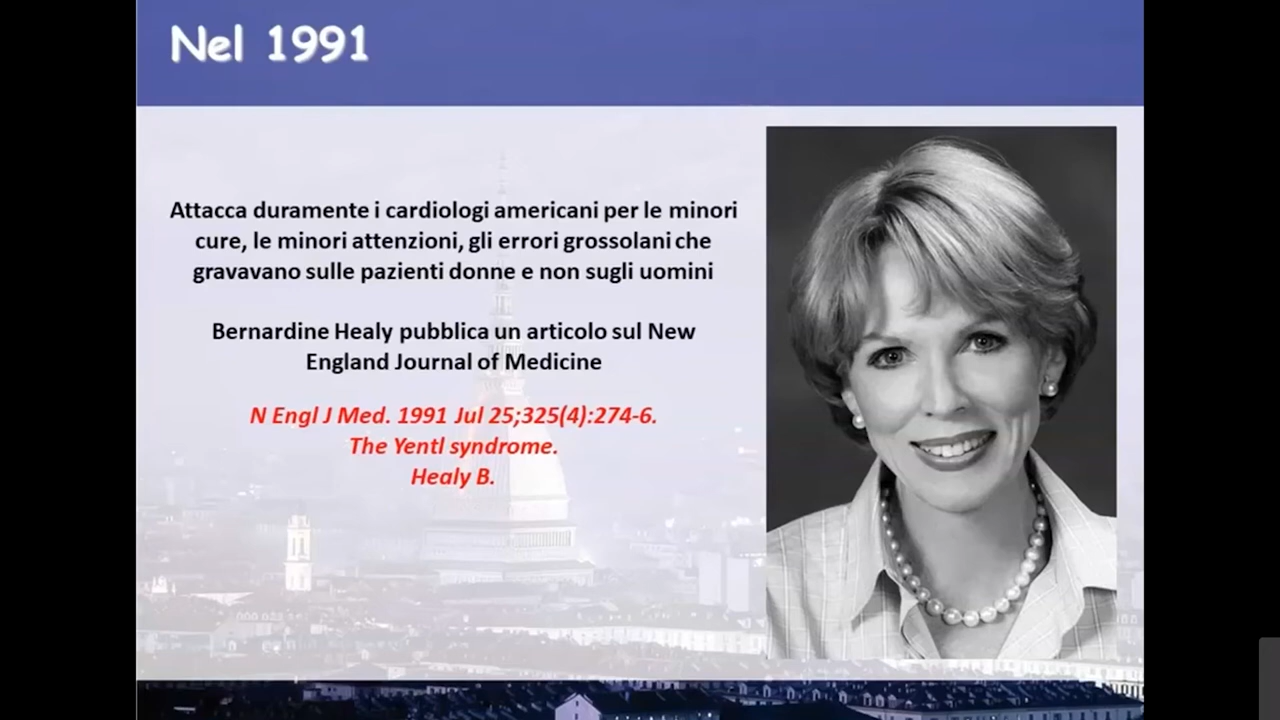 Nel 1991
Attacca duramente i cardiologi americani per le minori
cure, le minori attenzioni, gli errori grossolani che
gravavano sulle pazienti donne e non sugli uomini
Bernardine Healy pubblica un articolo sul New
England Journal of Medicine
N Engl J Med. 1991 Jul 25;325(4):274-6.
The Yentl syndrome.
Healy B.